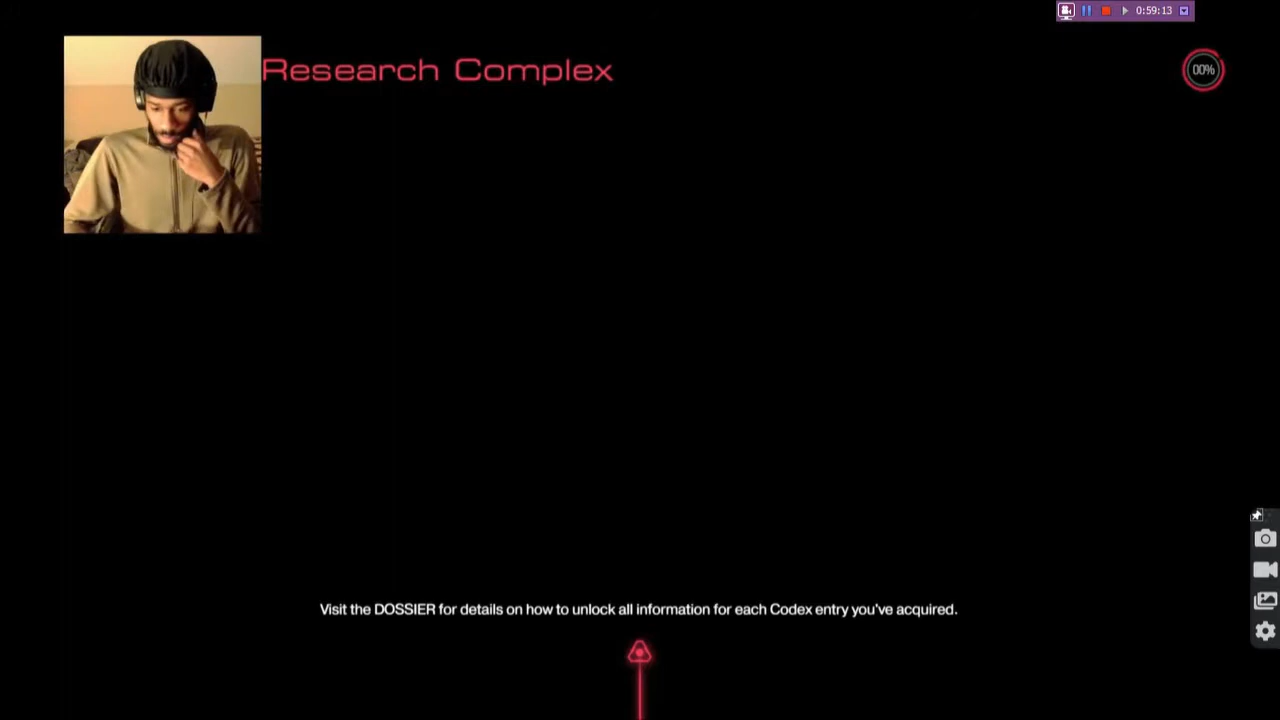 0:59:13
Research Complex
00%
Visit the DOSSIER for details on how to unlock all information for each Codex entry you've acquired.